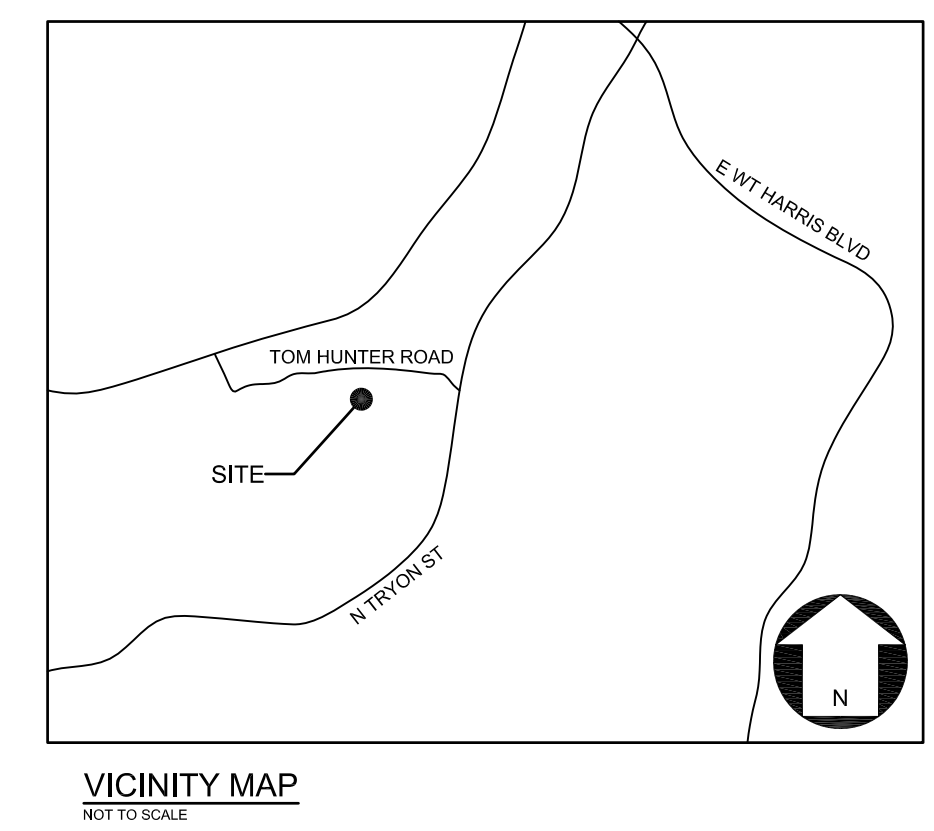 E WT HARRIS BLVD
TOM HUNTER ROAD
SITE
N TRYON ST
N
VICINITY MAP
NOT TO SCALE